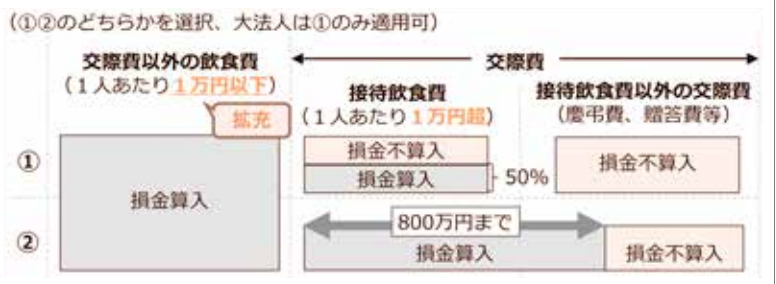 (①②のどちらかを選択、大法人は①のみ適用可)
交際費以外の飲食費
(1人あたり1万円以下)
拡充
交際費
接待飲食費
(1人あたり1万円超)
接待飲食費以外の交際費
(慶弔費、贈答費等)
①
損金算入
損金不算入
損金算入
50%
損金不算入
②
800万円まで
損金算入
損金不算入